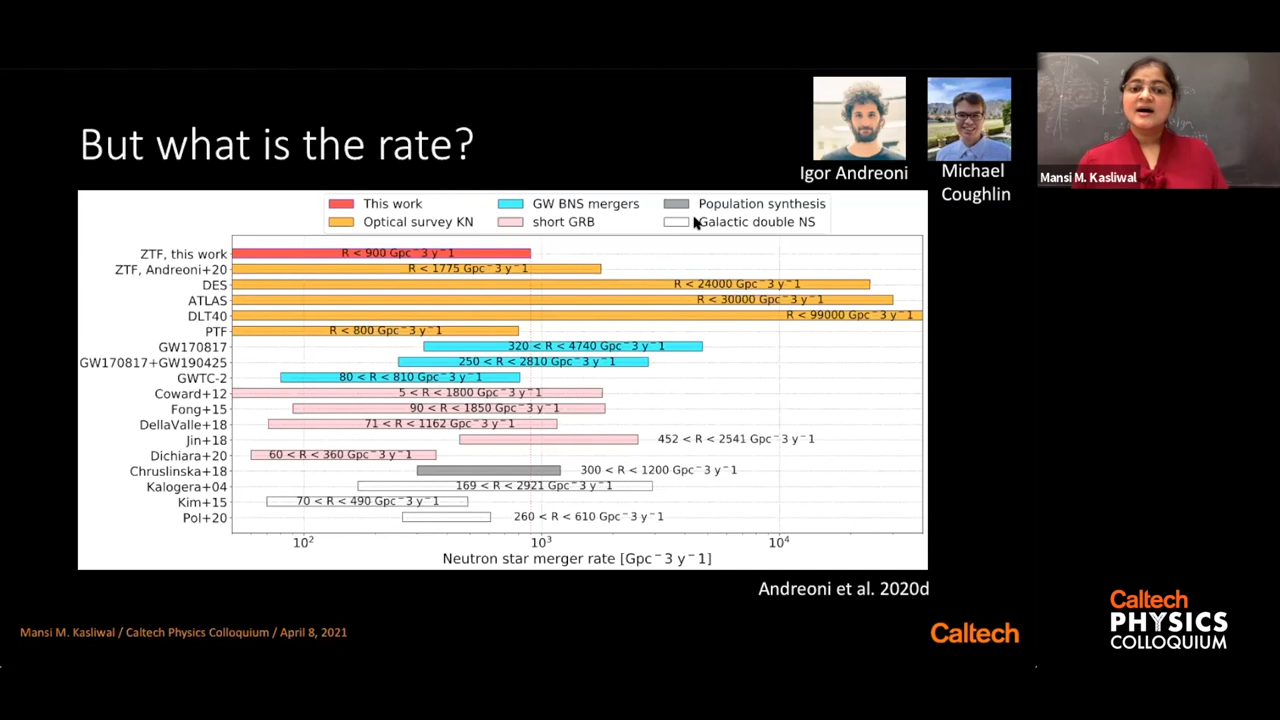 But what is the rate?
Igor Andreoni
Michael
Coughlin
Mansi M. Kasliwal
This work
GW BNS mergers
Population synthesis
Optical survey KN
short GRB
Galactic double NS
ZTF, this work
R < 900 Gpc⁻3 y⁻1
ZTF, Andreoni+20
R < 1775 Gpc⁻3 y⁻1
DES
R < 24000 Gpc⁻3 y⁻1
ATLAS
R < 30000 Gpc⁻3 y⁻1
DLT40
R < 99000 Gpc⁻3 y⁻1
PTF
R < 800 Gpc⁻3 y⁻1
GW170817
320 < R < 4740 Gpc⁻3 y⁻1
GW170817+GW190425
250 < R < 2810 Gpc⁻3 y⁻1
GWTC-2
80 < R < 810 Gpc⁻3 y⁻1
Coward+12
5 < R < 1800 Gpc⁻3 y⁻1
Fong+15
90 < R < 1850 Gpc⁻3 y⁻1
DellaValle+18
71 < R < 1162 Gpc⁻3 y⁻1
Jin+18
452 < R < 2541 Gpc⁻3 y⁻1
Dichiara+20
60 < R < 360 Gpc⁻3 y⁻1
Chruslinska+18
300 < R < 1200 Gpc⁻3 y⁻1
Kalogera+04
169 < R < 2921 Gpc⁻3 y⁻1
Kim+15
70 < R < 490 Gpc⁻3 y⁻1
Pol+20
260 < R < 610 Gpc⁻3 y⁻1
10² 10³ 10⁴
Neutron star merger rate [Gpc⁻3 y⁻1]
Andreoni et al. 2020d
Mansi M. Kasliwal / Caltech Physics Colloquium / April 8, 2021
Caltech
Caltech
PHYSICS
COLLOQUIUM